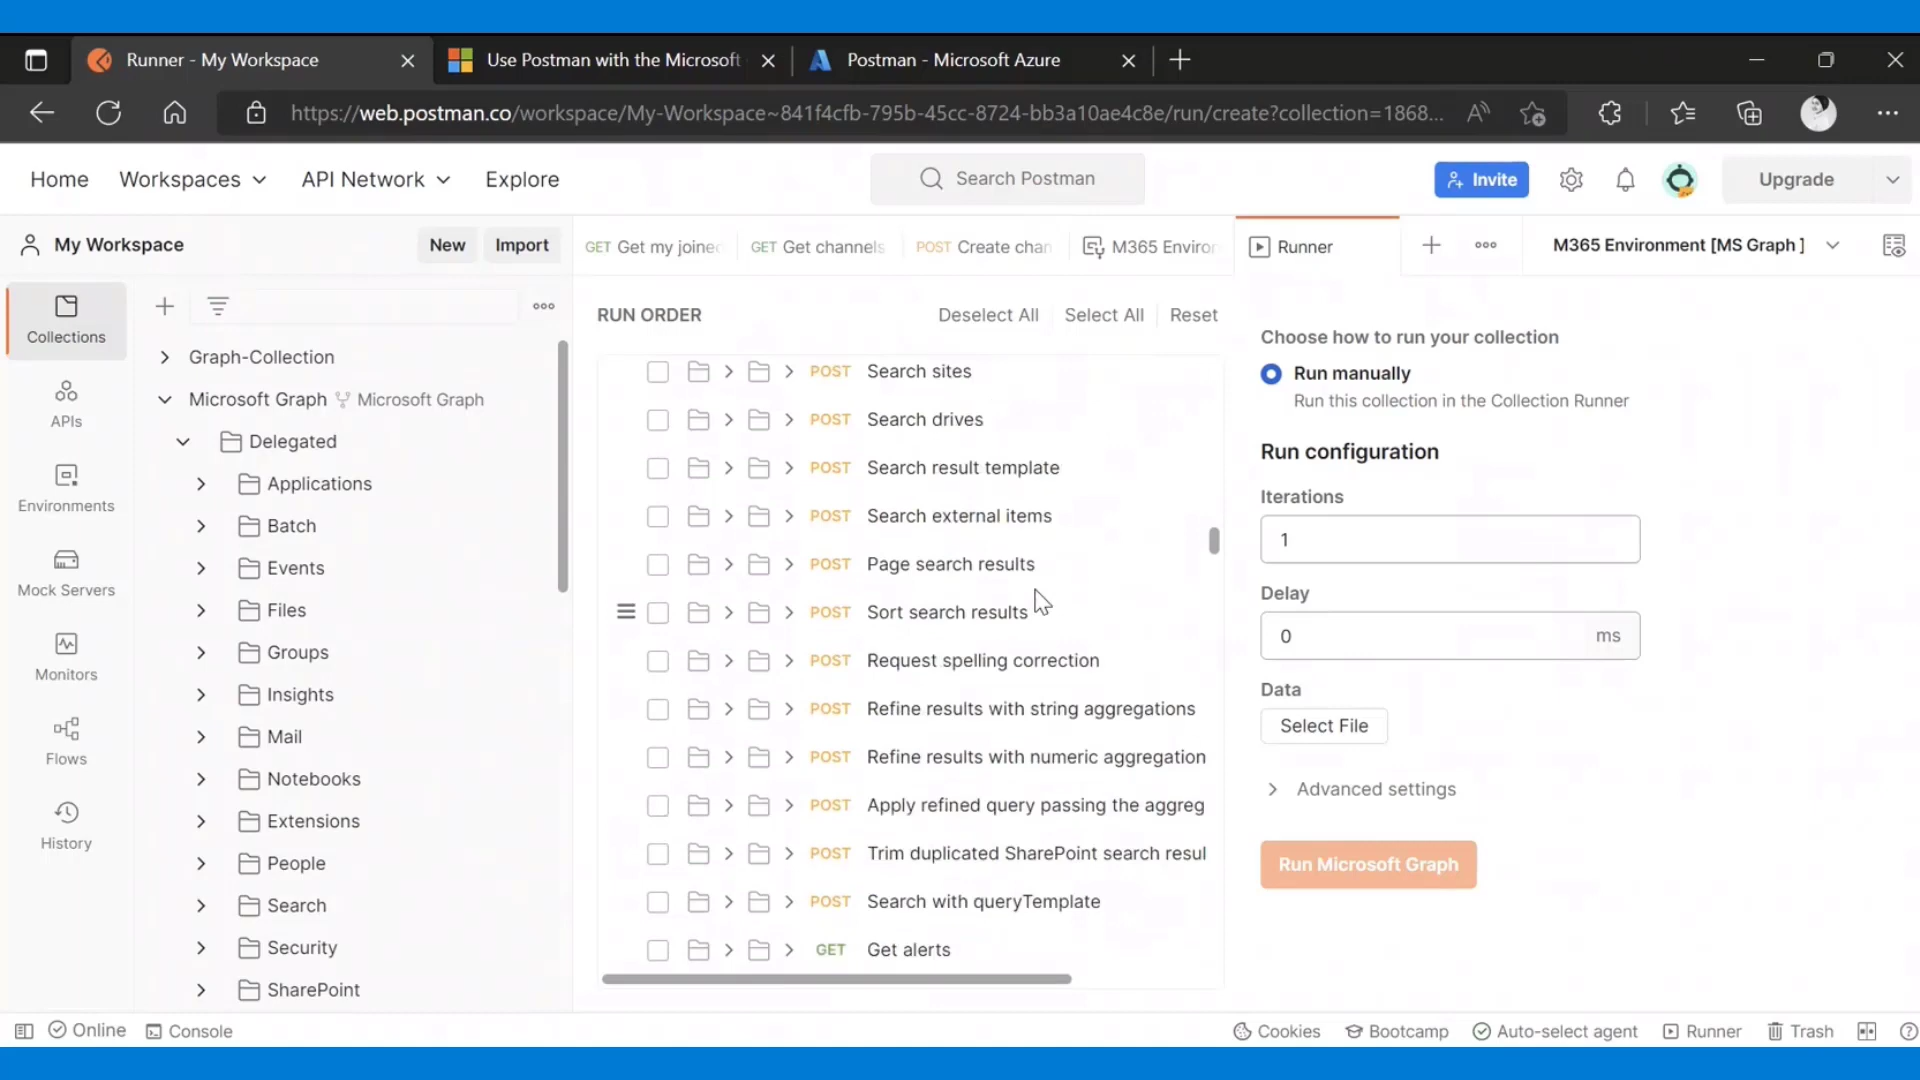 Runner - My Workspace
Use Postman with the Microsoft
Postman - Microsoft Azure
https://web.postman.co/workspace/My-Workspace~841f4cfb-795b-45cc-8724-bb3a10ae4c8e/run/create?collection=1868...
Home
Workspaces
API Network
Explore
Search Postman
Invite
Upgrade
My Workspace
New
Import
GET Get my joined
GET Get channels
POST Create chan
M365 Environ
Runner
M365 Environment [MS Graph ]
Collections
APIs
Environments
Mock Servers
Monitors
Flows
History
Graph-Collection
Microsoft Graph Microsoft Graph
Delegated
Applications
Batch
Events
Files
Groups
Insights
Mail
Notebooks
Extensions
People
Search
Security
SharePoint
RUN ORDER
Deselect All
Select All
Reset
POST Search sites
POST Search drives
POST Search result template
POST Search external items
POST Page search results
POST Sort search results
POST Request spelling correction
POST Refine results with string aggregations
POST Refine results with numeric aggregation
POST Apply refined query passing the aggreg
POST Trim duplicated SharePoint search resul
POST Search with queryTemplate
GET Get alerts
Choose how to run your collection
Run manually
Run this collection in the Collection Runner
Run configuration
Iterations
1
Delay
0 ms
Data
Select File
Advanced settings
Run Microsoft Graph
Online
Console
Cookies
Bootcamp
Auto-select agent
Runner
Trash